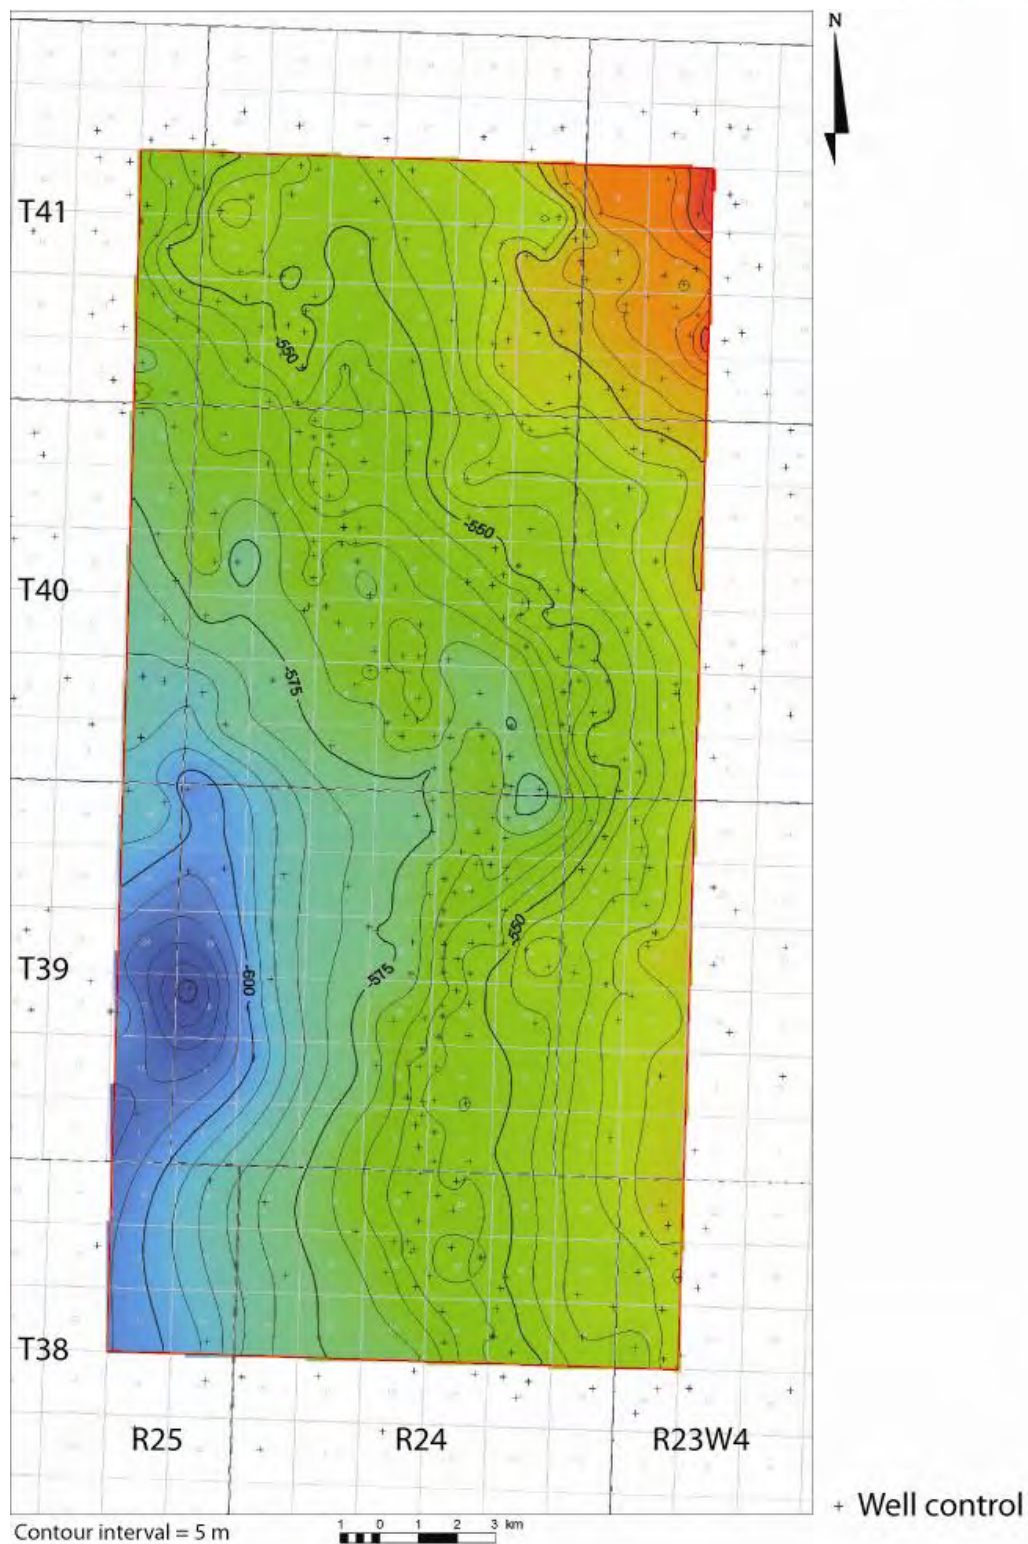 N
T41
-550
-550
T40
-575
-550
T39
-575
-600
T38
R25 R24 R23W4
+ Well control
1 0 1 2 3 km
Contour interval = 5 m